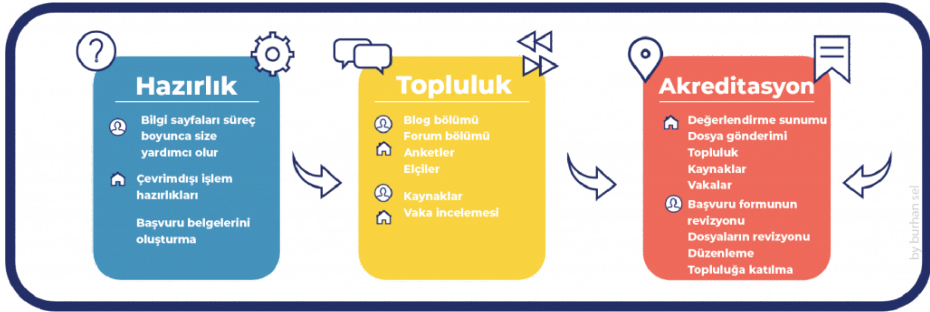 Hazırlık
Bilgi sayfaları süreç
boyunca size
yardımcı olur
Çevrimdışı işlem
hazırlıkları
Başvuru belgelerini
oluşturma
Topluluk
Blog bölümü
Forum bölümü
Anketler
Elçiler
Kaynaklar
Vaka incelemesi
Akreditasyon
Değerlendirme sunumu
Dosya gönderimi
Topluluk
Kaynaklar
Vakalar
Başvuru formunun
revizyonu
Dosyaların revizyonu
Düzenleme
Topluluğa katılma
by burhan sel